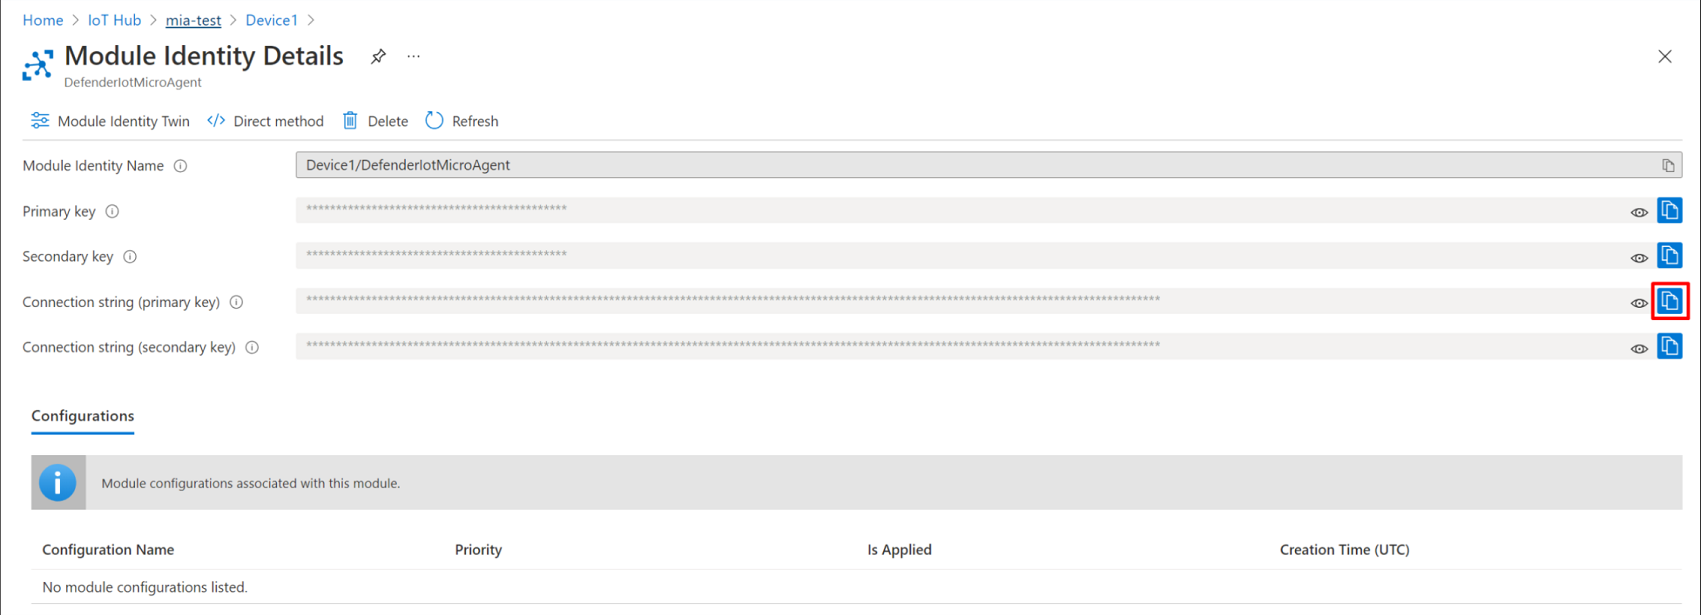 Home > IoT Hub > mia-test > Device1 >
Module Identity Details ...
DefenderIotMicroAgent
Module Identity Twin </> Direct method Delete Refresh
Module Identity Name Device1/DefenderIotMicroAgent
Primary key ********************************************
Secondary key ********************************************
Connection string (primary key) ************************************************************************************************************************************************
Connection string (secondary key) ************************************************************************************************************************************************
Configurations
Module configurations associated with this module.
Configuration Name Priority Is Applied Creation Time (UTC)
No module configurations listed.